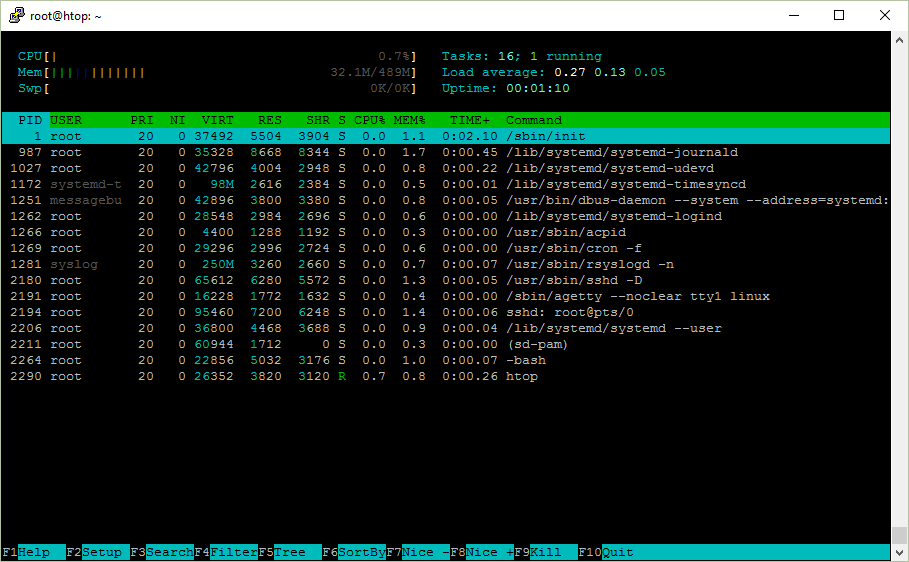 root@htop: ~
CPU[| 0.7%] Tasks: 16; 1 running
Mem[|||||||||||| 32.1M/489M] Load average: 0.27 0.13 0.05
Swp[ 0K/0K] Uptime: 00:01:10
PID USER PRI NI VIRT RES SHR S CPU% MEM% TIME+ Command
1 root 20 0 37492 5504 3904 S 0.0 1.1 0:02.10 /sbin/init
987 root 20 0 35328 8668 8344 S 0.0 1.7 0:00.45 /lib/systemd/systemd-journald
1027 root 20 0 42796 4004 2948 S 0.0 0.8 0:00.22 /lib/systemd/systemd-udevd
1172 systemd-t 20 0 98M 2616 2384 S 0.0 0.5 0:00.01 /lib/systemd/systemd-timesyncd
1251 messagebu 20 0 42896 3800 3380 S 0.0 0.8 0:00.05 /usr/bin/dbus-daemon --system --address=systemd:
1262 root 20 0 28548 2984 2696 S 0.0 0.6 0:00.00 /lib/systemd/systemd-logind
1266 root 20 0 4400 1288 1192 S 0.0 0.3 0:00.00 /usr/sbin/acpid
1269 root 20 0 29296 2996 2724 S 0.0 0.6 0:00.00 /usr/sbin/cron -f
1281 syslog 20 0 250M 3260 2660 S 0.0 0.7 0:00.07 /usr/sbin/rsyslogd -n
2180 root 20 0 65612 6280 5572 S 0.0 1.3 0:00.05 /usr/sbin/sshd -D
2191 root 20 0 16228 1772 1632 S 0.0 0.4 0:00.00 /sbin/agetty --noclear tty1 linux
2194 root 20 0 95460 7200 6248 S 0.0 1.4 0:00.06 sshd: root@pts/0
2206 root 20 0 36800 4468 3688 S 0.0 0.9 0:00.04 /lib/systemd/systemd --user
2211 root 20 0 60944 1712 0 S 0.0 0.3 0:00.00 (sd-pam)
2264 root 20 0 22856 5032 3176 S 0.0 1.0 0:00.07 -bash
2290 root 20 0 26352 3820 3120 R 0.7 0.8 0:00.26 htop
F1Help F2Setup F3SearchF4FilterF5Tree F6SortByF7Nice -F8Nice +F9Kill F10Quit